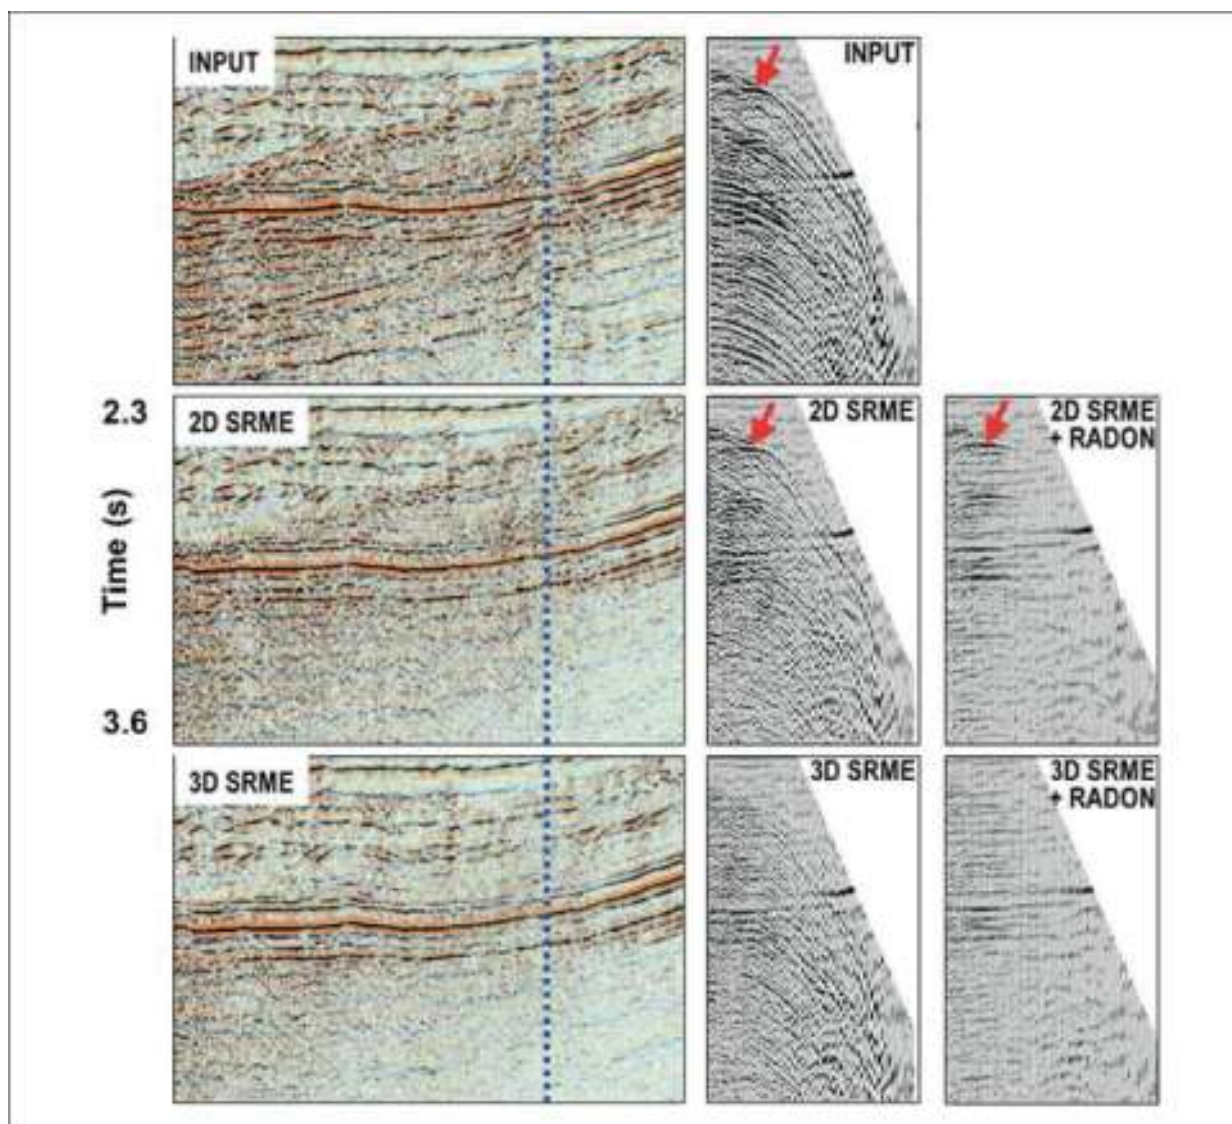 INPUT
INPUT
2.3
2D SRME
2D SRME
2D SRME
+ RADON
Time (s)
3.6
3D SRME
3D SRME
3D SRME
+ RADON